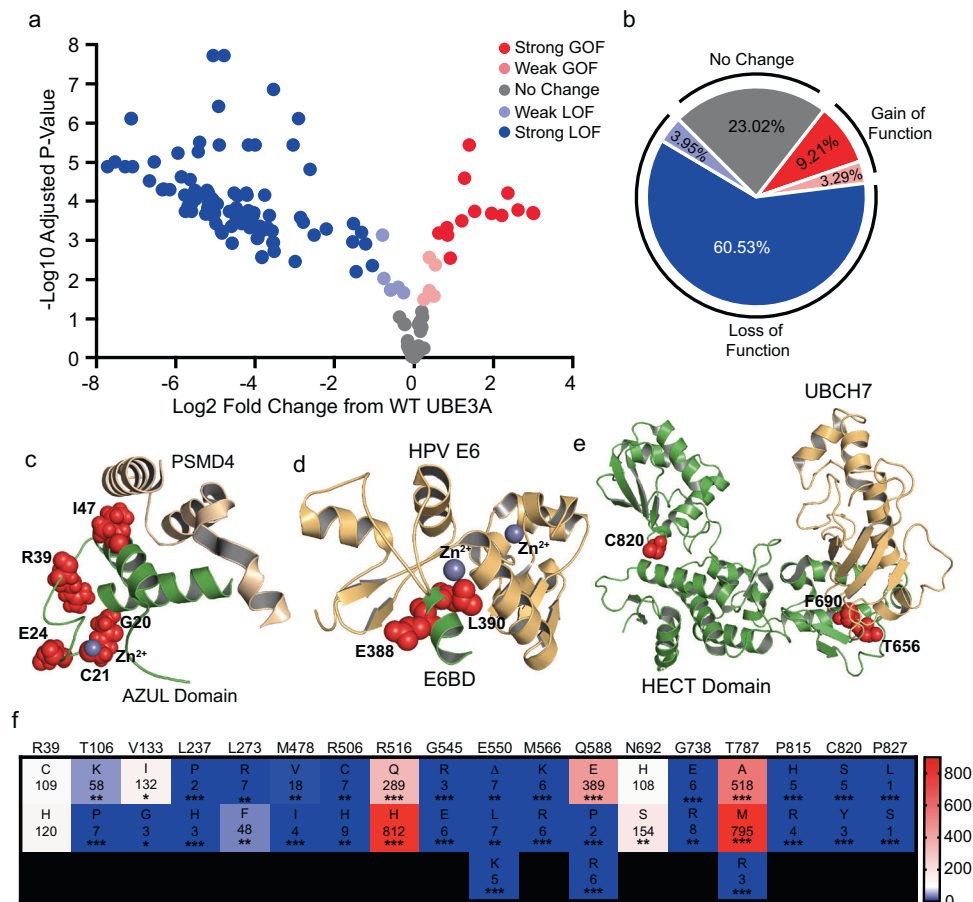 a
8
7
6
5
4
3
2
1
0
-Log10 Adjusted P-Value
-8
-6
-4
-2
0
2
4
Log2 Fold Change from WT UBE3A
Strong GOF
Weak GOF
No Change
Weak LOF
Strong LOF
b
No Change
Gain of
Function
23.02%
9.21%
3.29%
3.95%
60.53%
Loss of
Function
c
PSMD4
I47
R39
G20
E24
Zn²⁺
C21
AZUL Domain
d
HPV E6
Zn²⁺
Zn²⁺
L390
E388
E6BD
e
UBCH7
C820
F690
T656
HECT Domain
f
R39 T106 V133 L237 L273 M478 R506 R516 G545 E550 M566 Q588 N692 G738 T787 P815 C820 P827
C K I P R V C Q R Δ K E H E A H S L
109 58 132 2 7 18 7 289 3 7 6 389 108 6 518 5 5 1
** * *** ** ** ** *** *** ** *** *** *** *** *** *** ***
H P G H F I H H E L R P S R M R Y S
120 7 3 3 48 4 9 812 6 7 6 2 154 8 795 4 3 1
*** * *** ** *** ** *** *** ** *** *** ** ** *** *** *** ***
K R R
5 6 3
*** *** ***
800
600
400
200
0